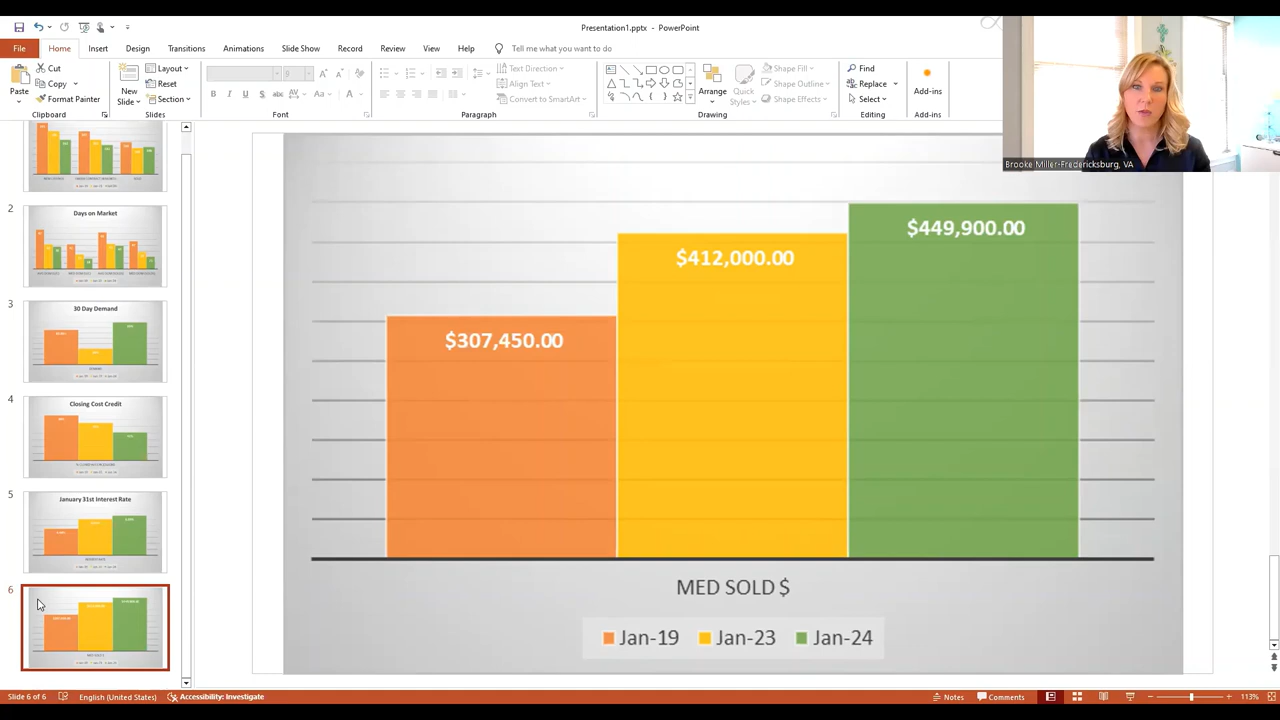 Presentation1.pptx - PowerPoint
File Home Insert Design Transitions Animations Slide Show Record Review View Help Tell me what you want to do
Paste
Cut
Copy
Format Painter
Clipboard
New
Slide
Layout
Reset
Section
Slides
9
Font
Text Direction
Align Text
Convert to SmartArt
Paragraph
Arrange
Quick
Styles
Shape Fill
Shape Outline
Shape Effects
Drawing
Find
Replace
Select
Editing
Add-ins
Add-ins
Brooke Miller-Fredericksburg, VA
2
Days on Market
3
30 Day Demand
4
Closing Cost Credit
5
January 31st Interest Rate
6
$307,450.00
$412,000.00
$449,900.00
MED SOLD $
Jan-19 Jan-23 Jan-24
Slide 6 of 6 English (United States) Accessibility: Investigate Notes Comments 113%